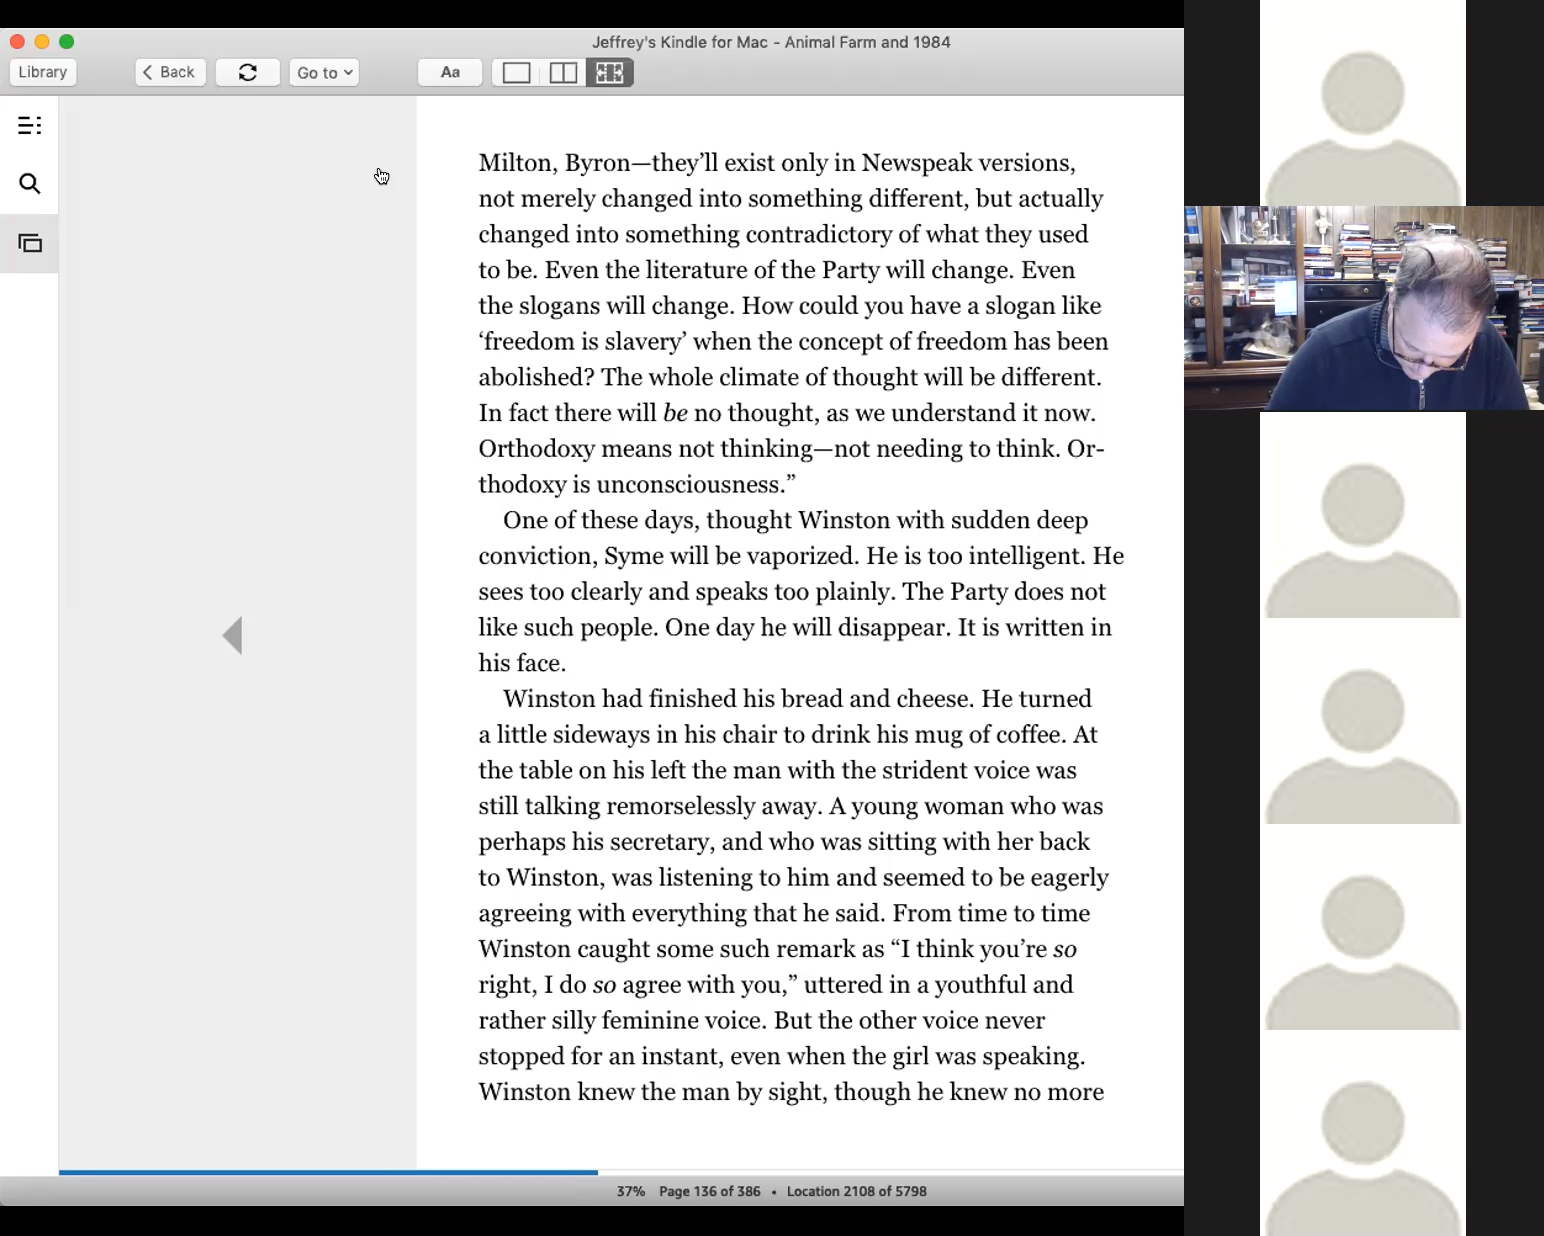 Jeffrey's Kindle for Mac - Animal Farm and 1984
Library
Back
Go to
Aa
Milton, Byron—they’ll exist only in Newspeak versions,
not merely changed into something different, but actually
changed into something contradictory of what they used
to be. Even the literature of the Party will change. Even
the slogans will change. How could you have a slogan like
‘freedom is slavery’ when the concept of freedom has been
abolished? The whole climate of thought will be different.
In fact there will be no thought, as we understand it now.
Orthodoxy means not thinking—not needing to think. Or-
thodoxy is unconsciousness.”
One of these days, thought Winston with sudden deep
conviction, Syme will be vaporized. He is too intelligent. He
sees too clearly and speaks too plainly. The Party does not
like such people. One day he will disappear. It is written in
his face.
Winston had finished his bread and cheese. He turned
a little sideways in his chair to drink his mug of coffee. At
the table on his left the man with the strident voice was
still talking remorselessly away. A young woman who was
perhaps his secretary, and who was sitting with her back
to Winston, was listening to him and seemed to be eagerly
agreeing with everything that he said. From time to time
Winston caught some such remark as “I think you’re so
right, I do so agree with you,” uttered in a youthful and
rather silly feminine voice. But the other voice never
stopped for an instant, even when the girl was speaking.
Winston knew the man by sight, though he knew no more
37% Page 136 of 386 • Location 2108 of 5798